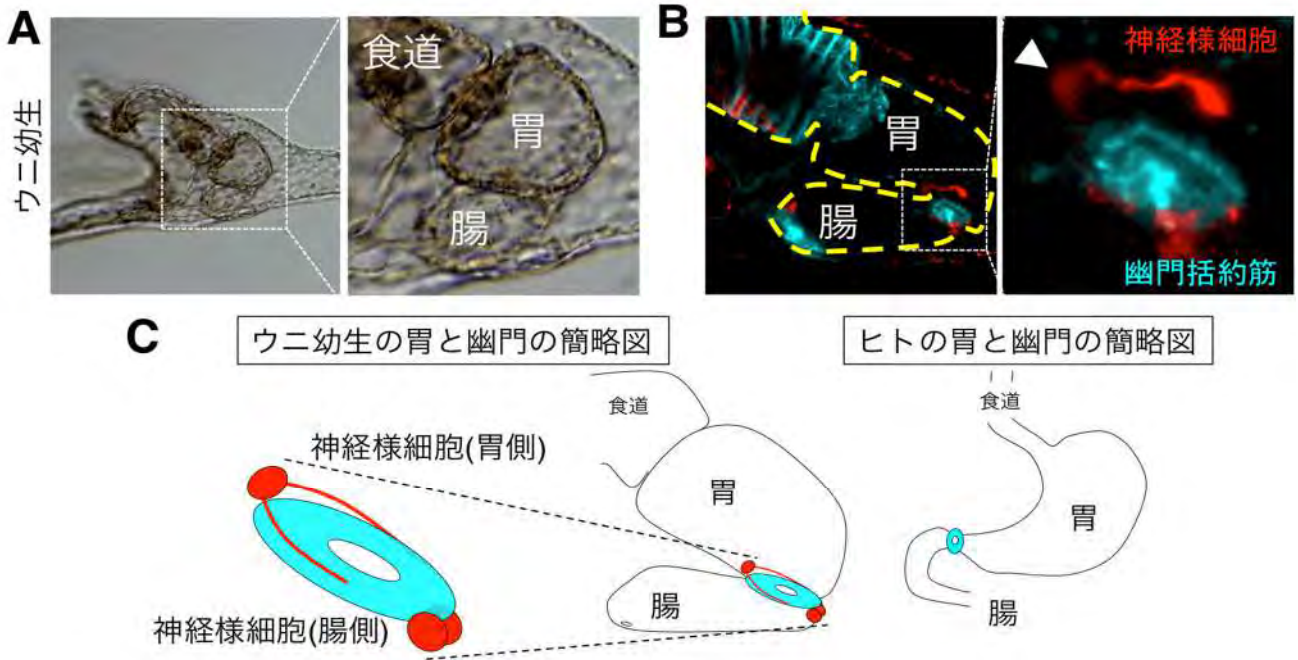 A
ウニ幼生
食道
胃
腸
B
胃
腸
神経様細胞
幽門括約筋
C
ウニ幼生の胃と幽門の簡略図
ヒトの胃と幽門の簡略図
食道
神経様細胞(胃側)
胃
腸
神経様細胞(腸側)
食道
胃
腸